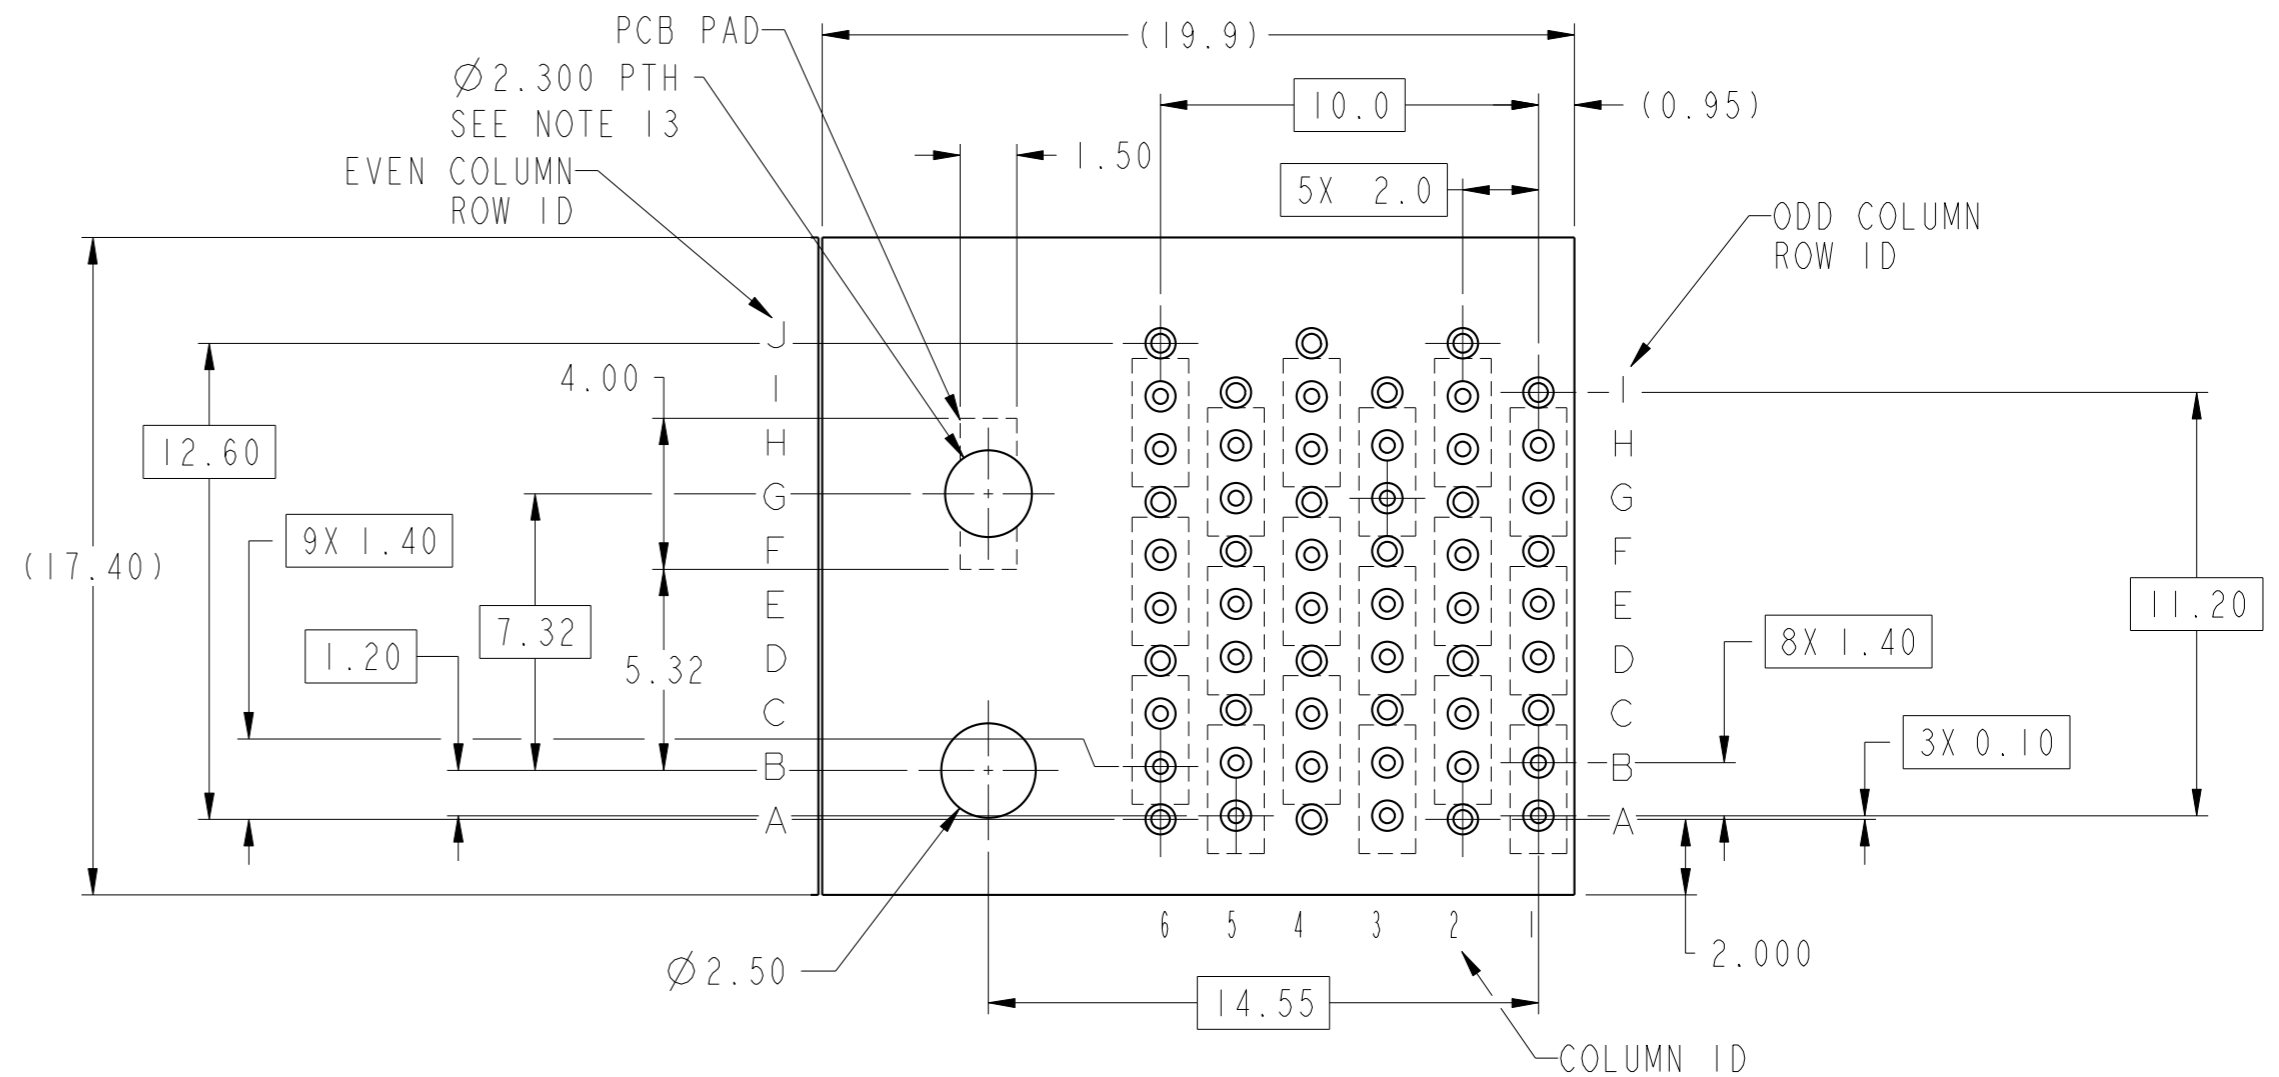 PCB PAD
(19.9)
Ø2.300 PTH
SEE NOTE 13
10.0
(0.95)
EVEN COLUMN
ROW ID
1.50
5X 2.0
ODD COLUMN
ROW ID
J
4.00
I
I
12.60
H
H
G
G
9X 1.40
F
F
(17.40)
E
E
11.20
7.32
8X 1.40
1.20
5.32
D
D
C
C
3X 0.10
B
B
A
A
6 5 4 3 2 1
2.000
Ø2.50
14.55
COLUMN ID